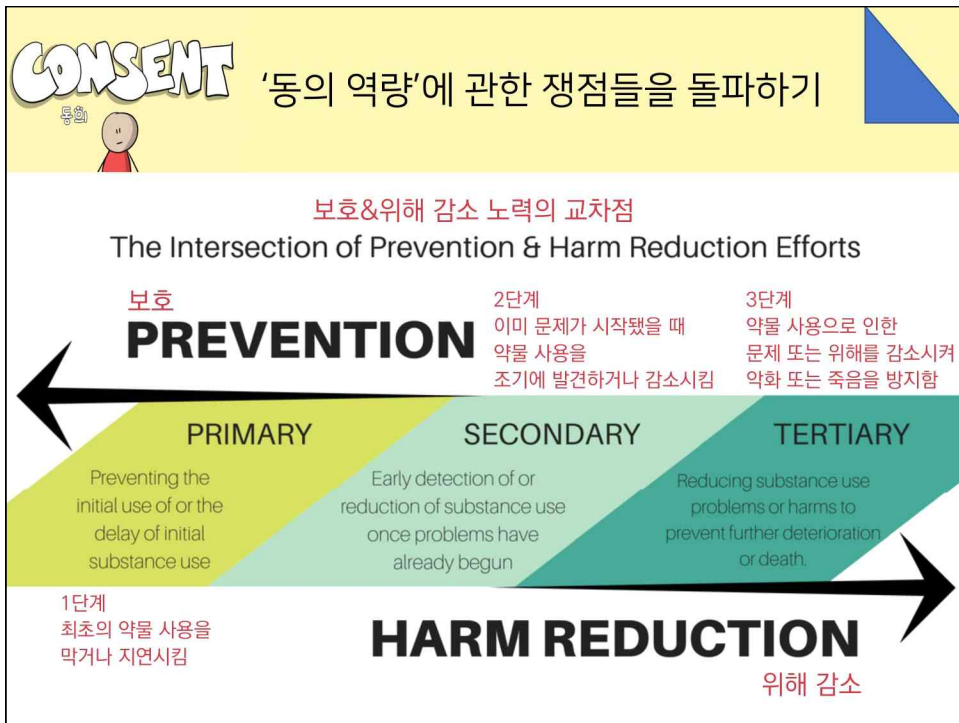 CONSENT
동의
‘동의 역량’에 관한 쟁점들을 돌파하기
보호&위해 감소 노력의 교차점
The Intersection of Prevention & Harm Reduction Efforts
보호
PREVENTION
2단계
이미 문제가 시작됐을 때
약물 사용을
조기에 발견하거나 감소시킴
3단계
약물 사용으로 인한
문제 또는 위해를 감소시켜
악화 또는 죽음을 방지함
PRIMARY
Preventing the
initial use of or the
delay of initial
substance use
SECONDARY
Early detection of or
reduction of substance use
once problems have
already begun
TERTIARY
Reducing substance use
problems or harms to
prevent further deterioration
or death.
1단계
최초의 약물 사용을
막거나 지연시킴
HARM REDUCTION
위해 감소